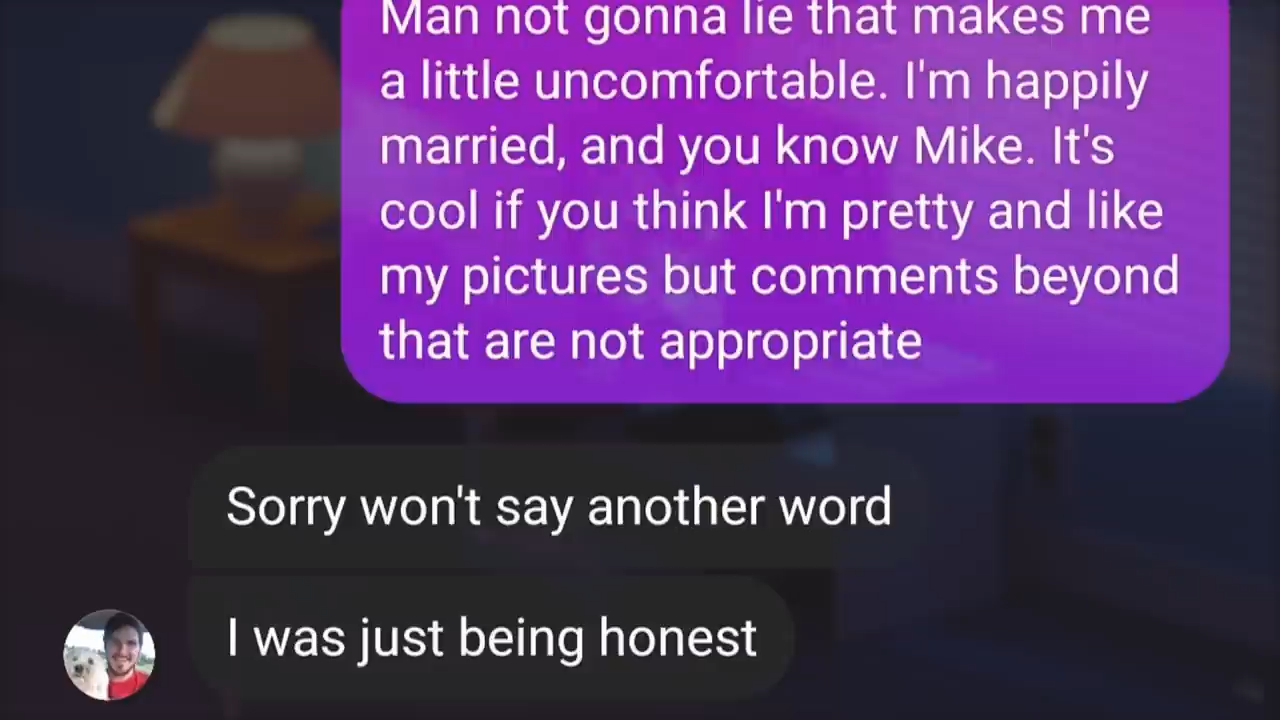 Man not gonna lie that makes me
a little uncomfortable. I'm happily
married, and you know Mike. It's
cool if you think I'm pretty and like
my pictures but comments beyond
that are not appropriate
Sorry won't say another word
I was just being honest